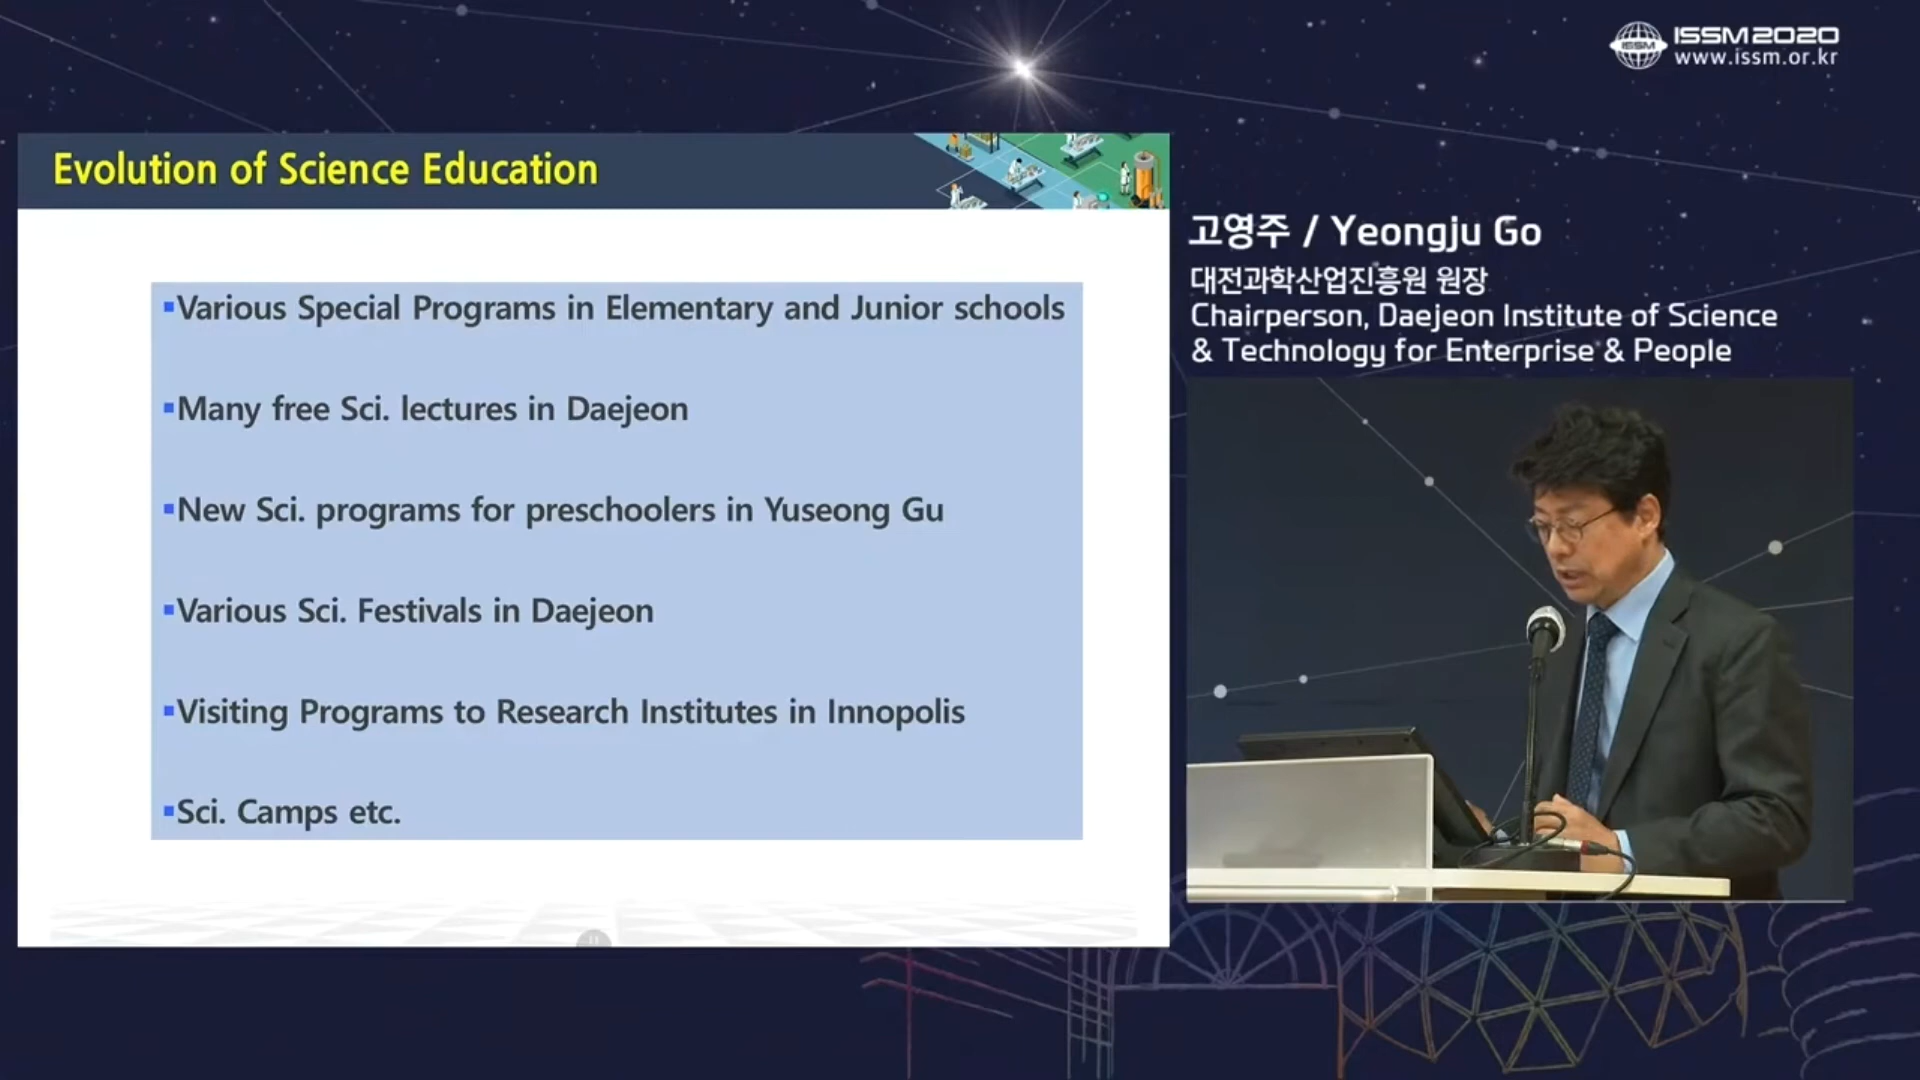 ISSM
ISSM2020
www.issm.or.kr
Evolution of Science Education
▪Various Special Programs in Elementary and Junior schools
▪Many free Sci. lectures in Daejeon
▪New Sci. programs for preschoolers in Yuseong Gu
▪Various Sci. Festivals in Daejeon
▪Visiting Programs to Research Institutes in Innopolis
▪Sci. Camps etc.
고영주 / Yeongju Go
대전과학산업진흥원 원장
Chairperson, Daejeon Institute of Science
& Technology for Enterprise & People
11